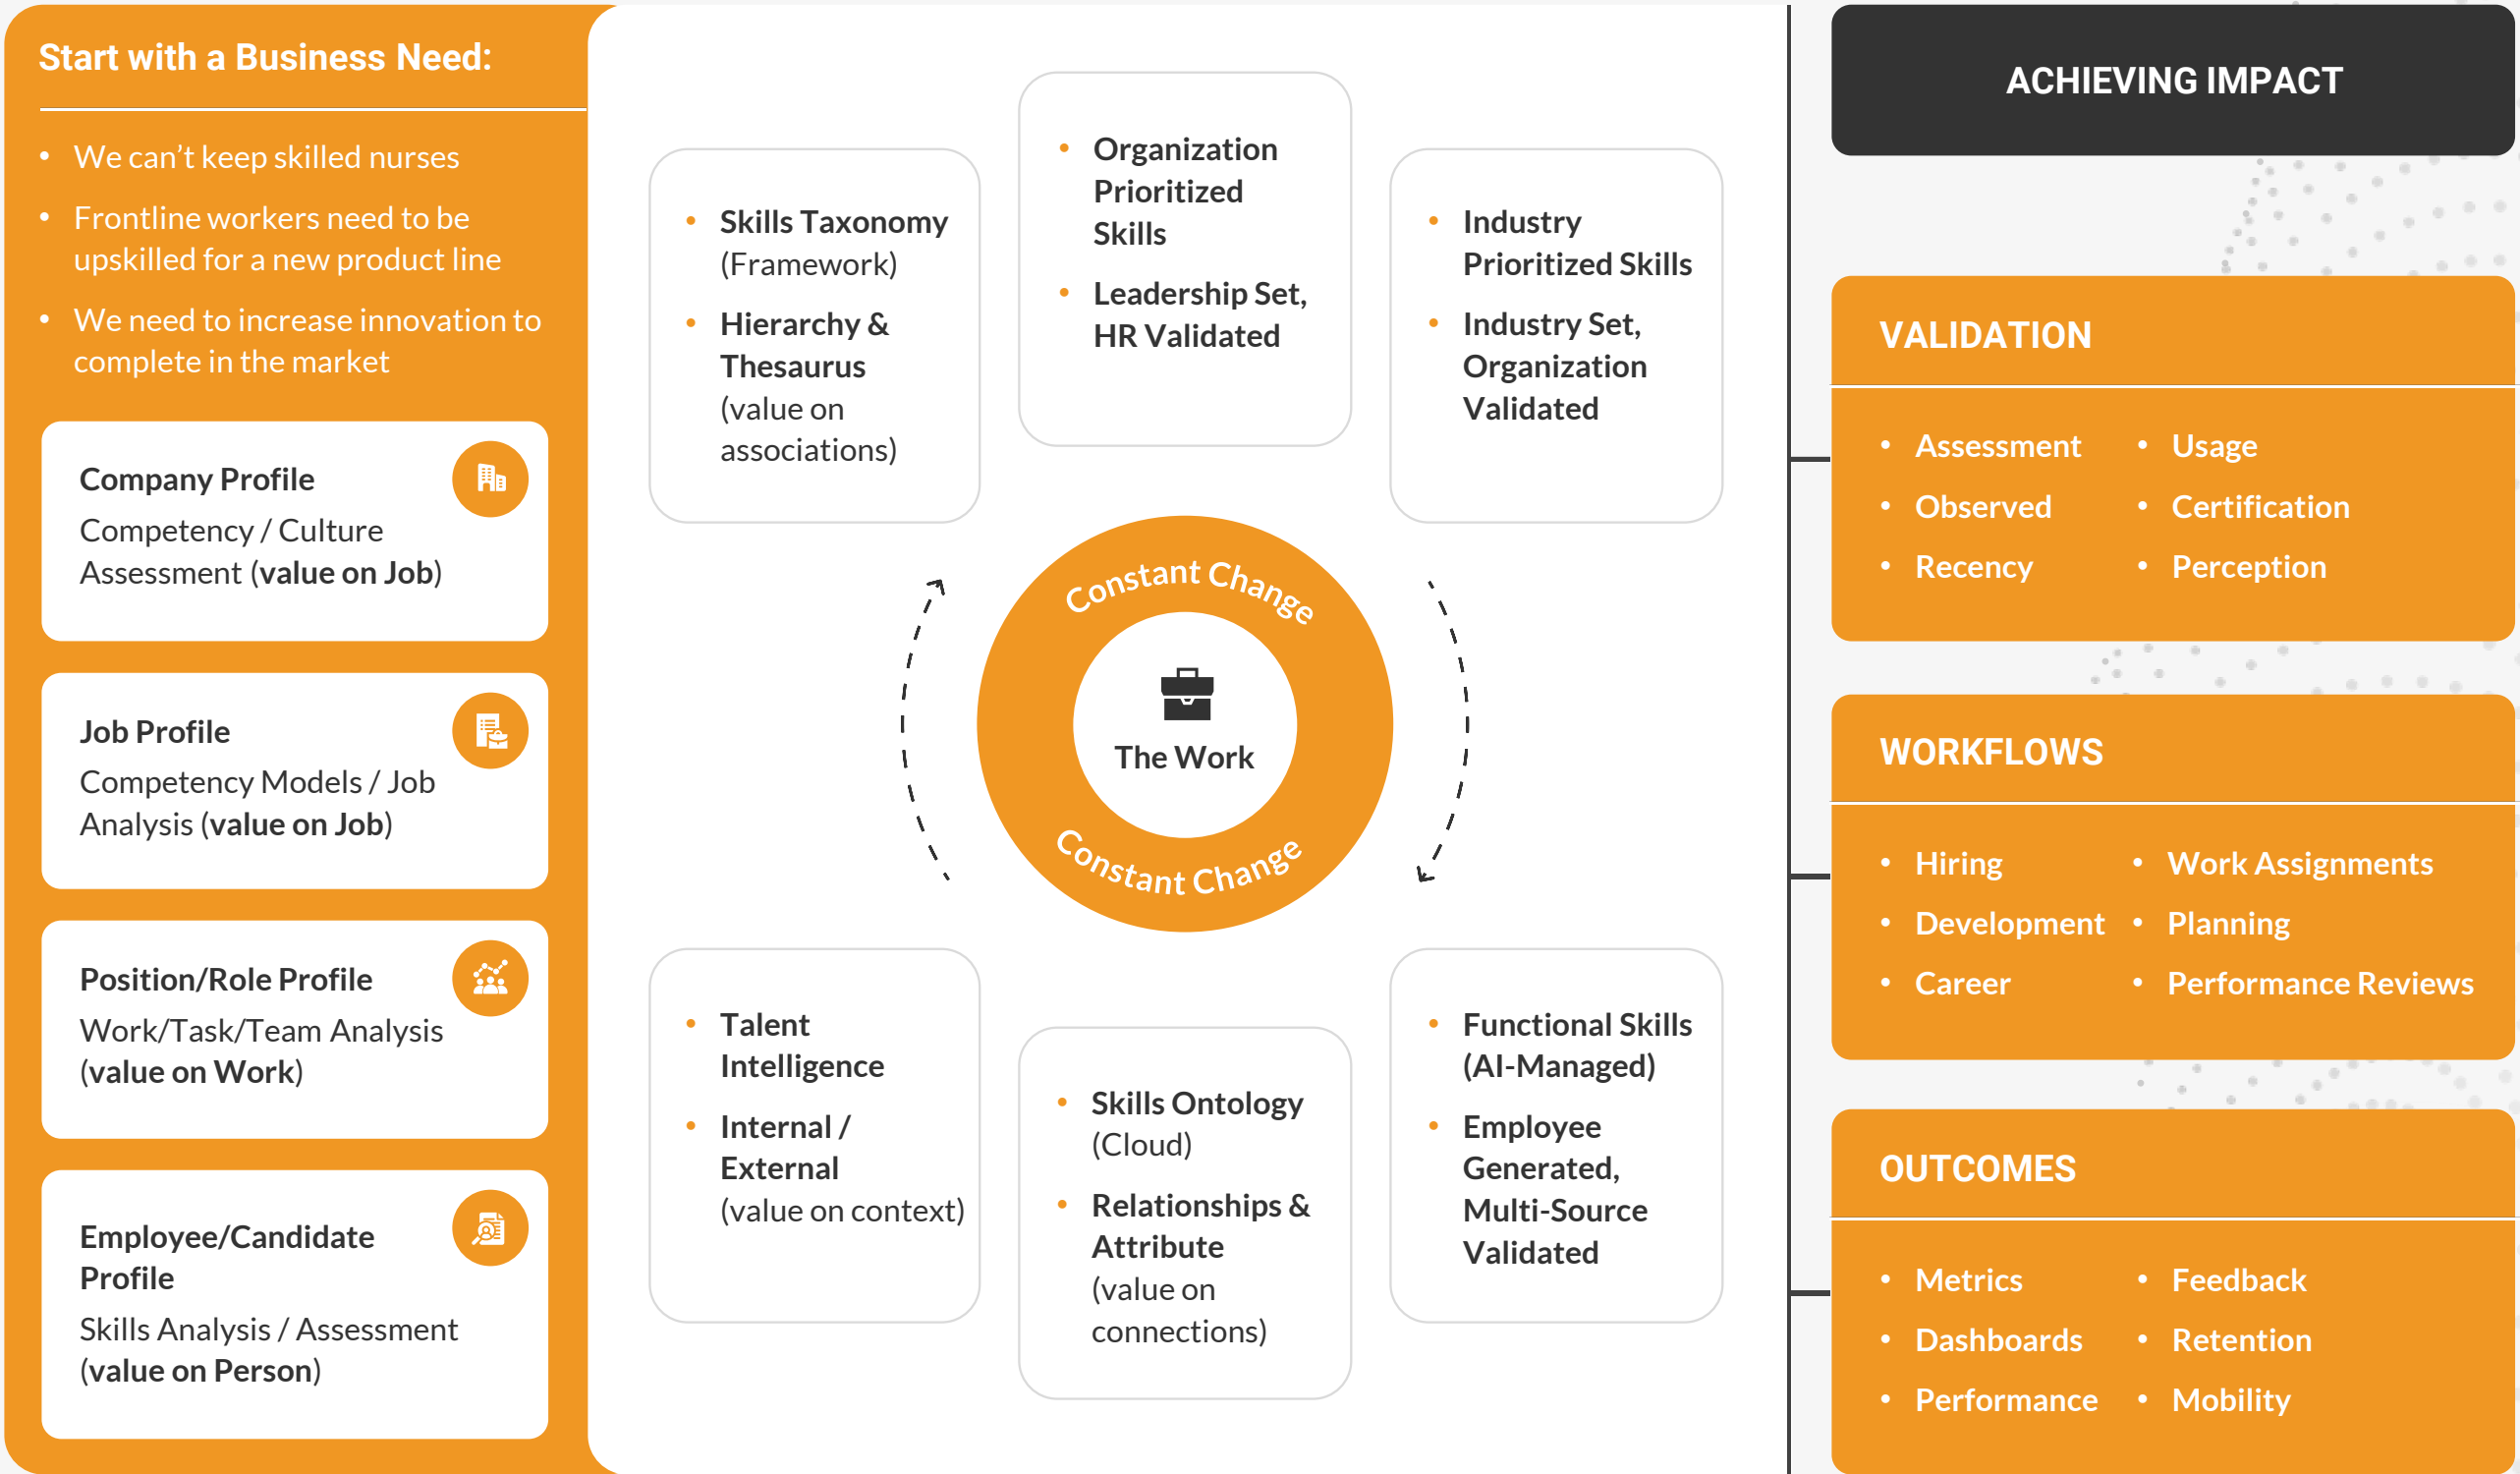 Start with a Business Need:
• We can’t keep skilled nurses
• Frontline workers need to be
upskilled for a new product line
• We need to increase innovation to
complete in the market
Company Profile
Competency / Culture
Assessment (value on Job)
Job Profile
Competency Models / Job
Analysis (value on Job)
Position/Role Profile
Work/Task/Team Analysis
(value on Work)
Employee/Candidate
Profile
Skills Analysis / Assessment
(value on Person)
• Skills Taxonomy
(Framework)
• Hierarchy &
Thesaurus
(value on
associations)
• Organization
Prioritized
Skills
• Leadership Set,
HR Validated
• Industry
Prioritized Skills
• Industry Set,
Organization
Validated
Constant Change
The Work
Constant Change
• Talent
Intelligence
• Internal /
External
(value on context)
• Skills Ontology
(Cloud)
• Relationships &
Attribute
(value on
connections)
• Functional Skills
(AI-Managed)
• Employee
Generated,
Multi-Source
Validated
ACHIEVING IMPACT
VALIDATION
• Assessment
• Observed
• Recency
• Usage
• Certification
• Perception
WORKFLOWS
• Hiring
• Development
• Career
• Work Assignments
• Planning
• Performance Reviews
OUTCOMES
• Metrics
• Dashboards
• Performance
• Feedback
• Retention
• Mobility